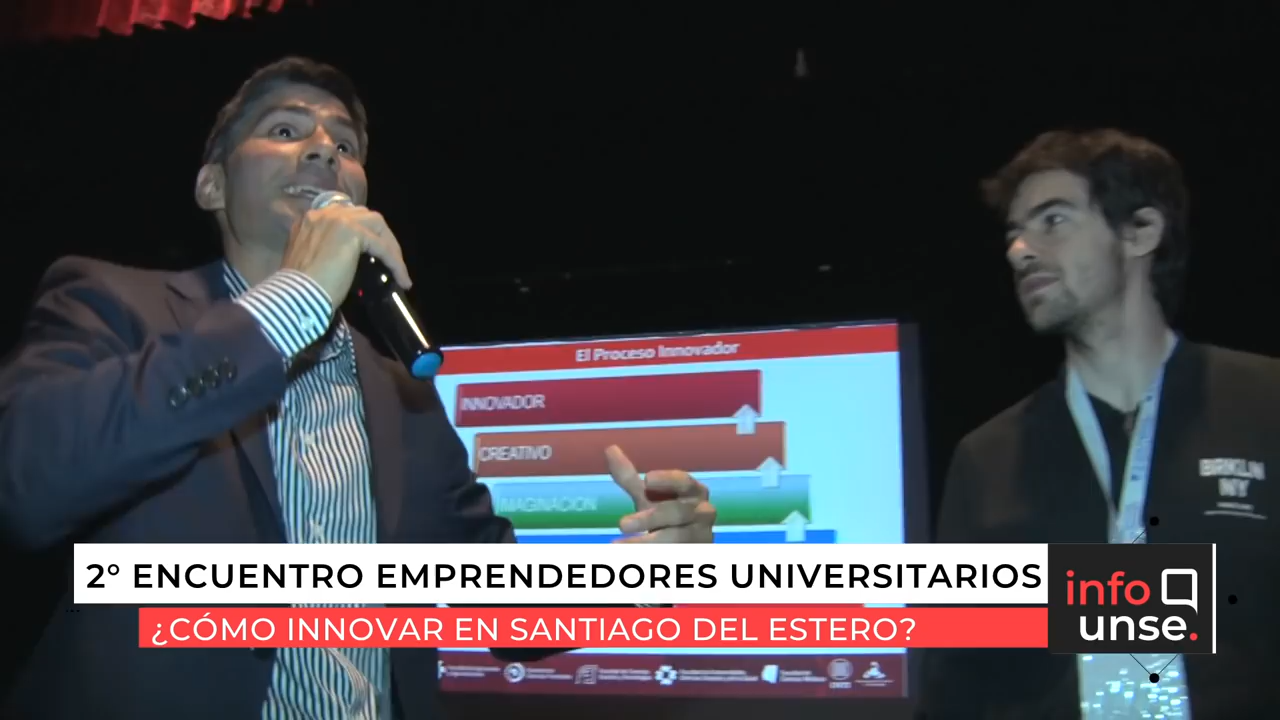 El Proceso Innovador
INNOVADOR
CREATIVO
IMAGINACION
BRKLN
NY
2° ENCUENTRO EMPRENDEDORES UNIVERSITARIOS
¿CÓMO INNOVAR EN SANTIAGO DEL ESTERO?
info
unse.